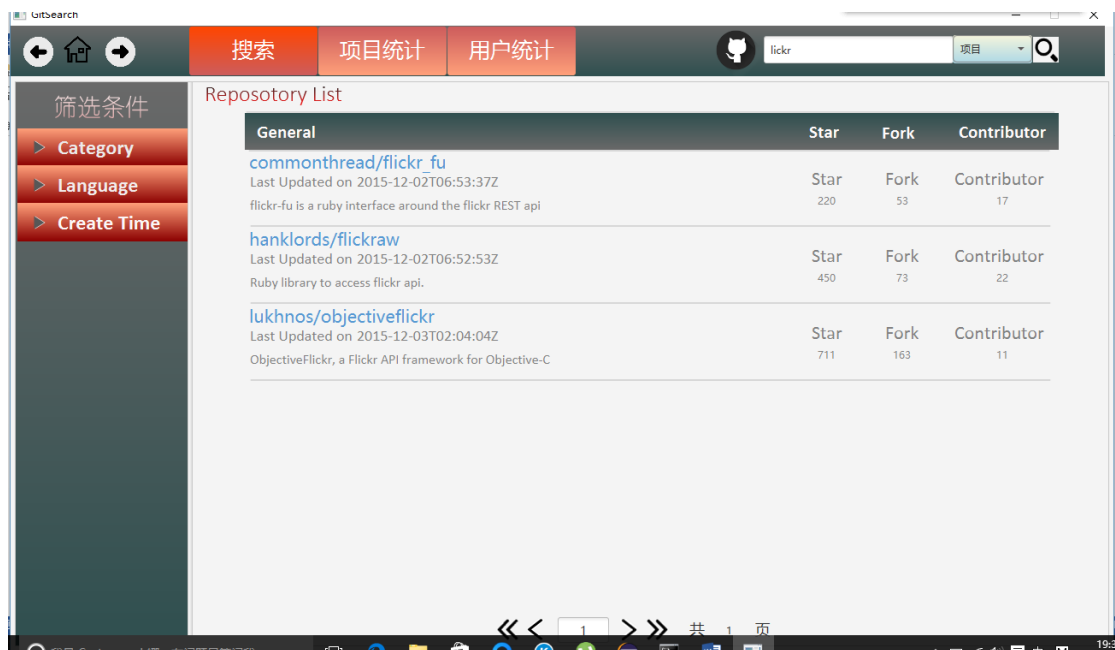 GitSearch
搜索 项目统计 用户统计 lickr 项目
筛选条件
Category
Language
Create Time
Reposotory List
General Star Fork Contributor
commonthread/flickr_fu
Last Updated on 2015-12-02T06:53:37Z
flickr-fu is a ruby interface around the flickr REST api
Star Fork Contributor
220 53 17
hanklords/flickraw
Last Updated on 2015-12-02T06:52:53Z
Ruby library to access flickr api.
Star Fork Contributor
450 73 22
lukhnos/objectiveflickr
Last Updated on 2015-12-03T02:04:04Z
ObjectiveFlickr, a Flickr API framework for Objective-C
Star Fork Contributor
711 163 11
1 共 1 页